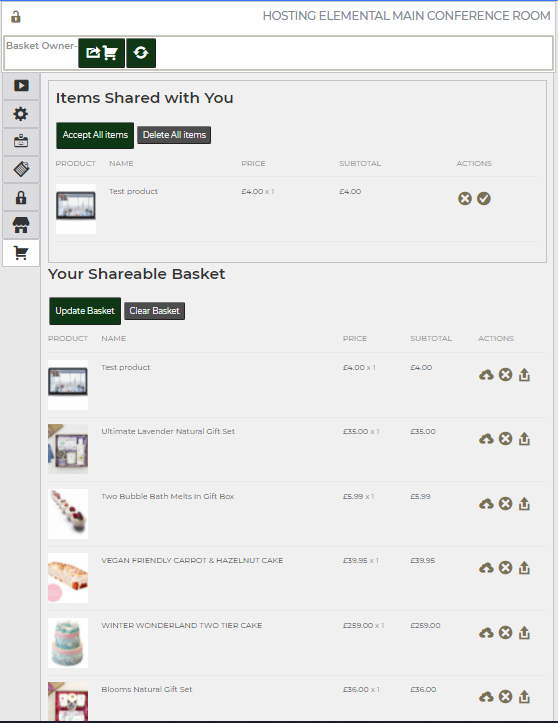 HOSTING ELEMENTAL MAIN CONFERENCE ROOM
Basket Owner-
Items Shared with You
Accept All items Delete All items
PRODUCT NAME PRICE SUBTOTAL ACTIONS
Test product £4.00 x 1 £4.00
Your Shareable Basket
Update Basket Clear Basket
PRODUCT NAME PRICE SUBTOTAL ACTIONS
Test product £4.00 x 1 £4.00
Ultimate Lavender Natural Gift Set £35.00 x 1 £35.00
Two Bubble Bath Melts In Gift Box £5.99 x 1 £5.99
VEGAN FRIENDLY CARROT & HAZELNUT CAKE £39.95 x 1 £39.95
WINTER WONDERLAND TWO TIER CAKE £259.00 x 1 £259.00
Blooms Natural Gift Set £36.00 x 1 £36.00